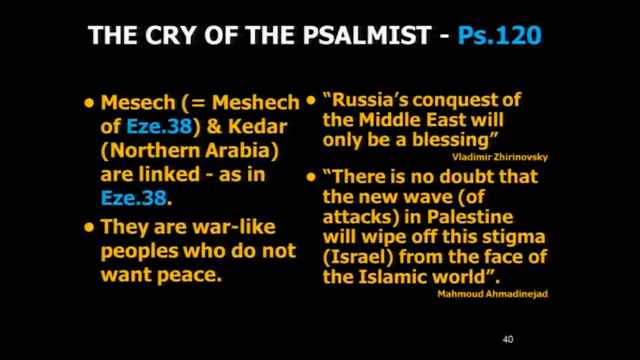 THE CRY OF THE PSALMIST - Ps.120
● Mesech (= Meshech
of Eze.38) & Kedar
(Northern Arabia)
are linked - as in
Eze.38.
● They are war-like
peoples who do not
want peace.
● “Russia’s conquest of
the Middle East will
only be a blessing”
Vladimir Zhirinovsky
● “There is no doubt that
the new wave (of
attacks) in Palestine
will wipe off this stigma
(Israel) from the face of
the Islamic world”.
Mahmoud Ahmadinejad
40